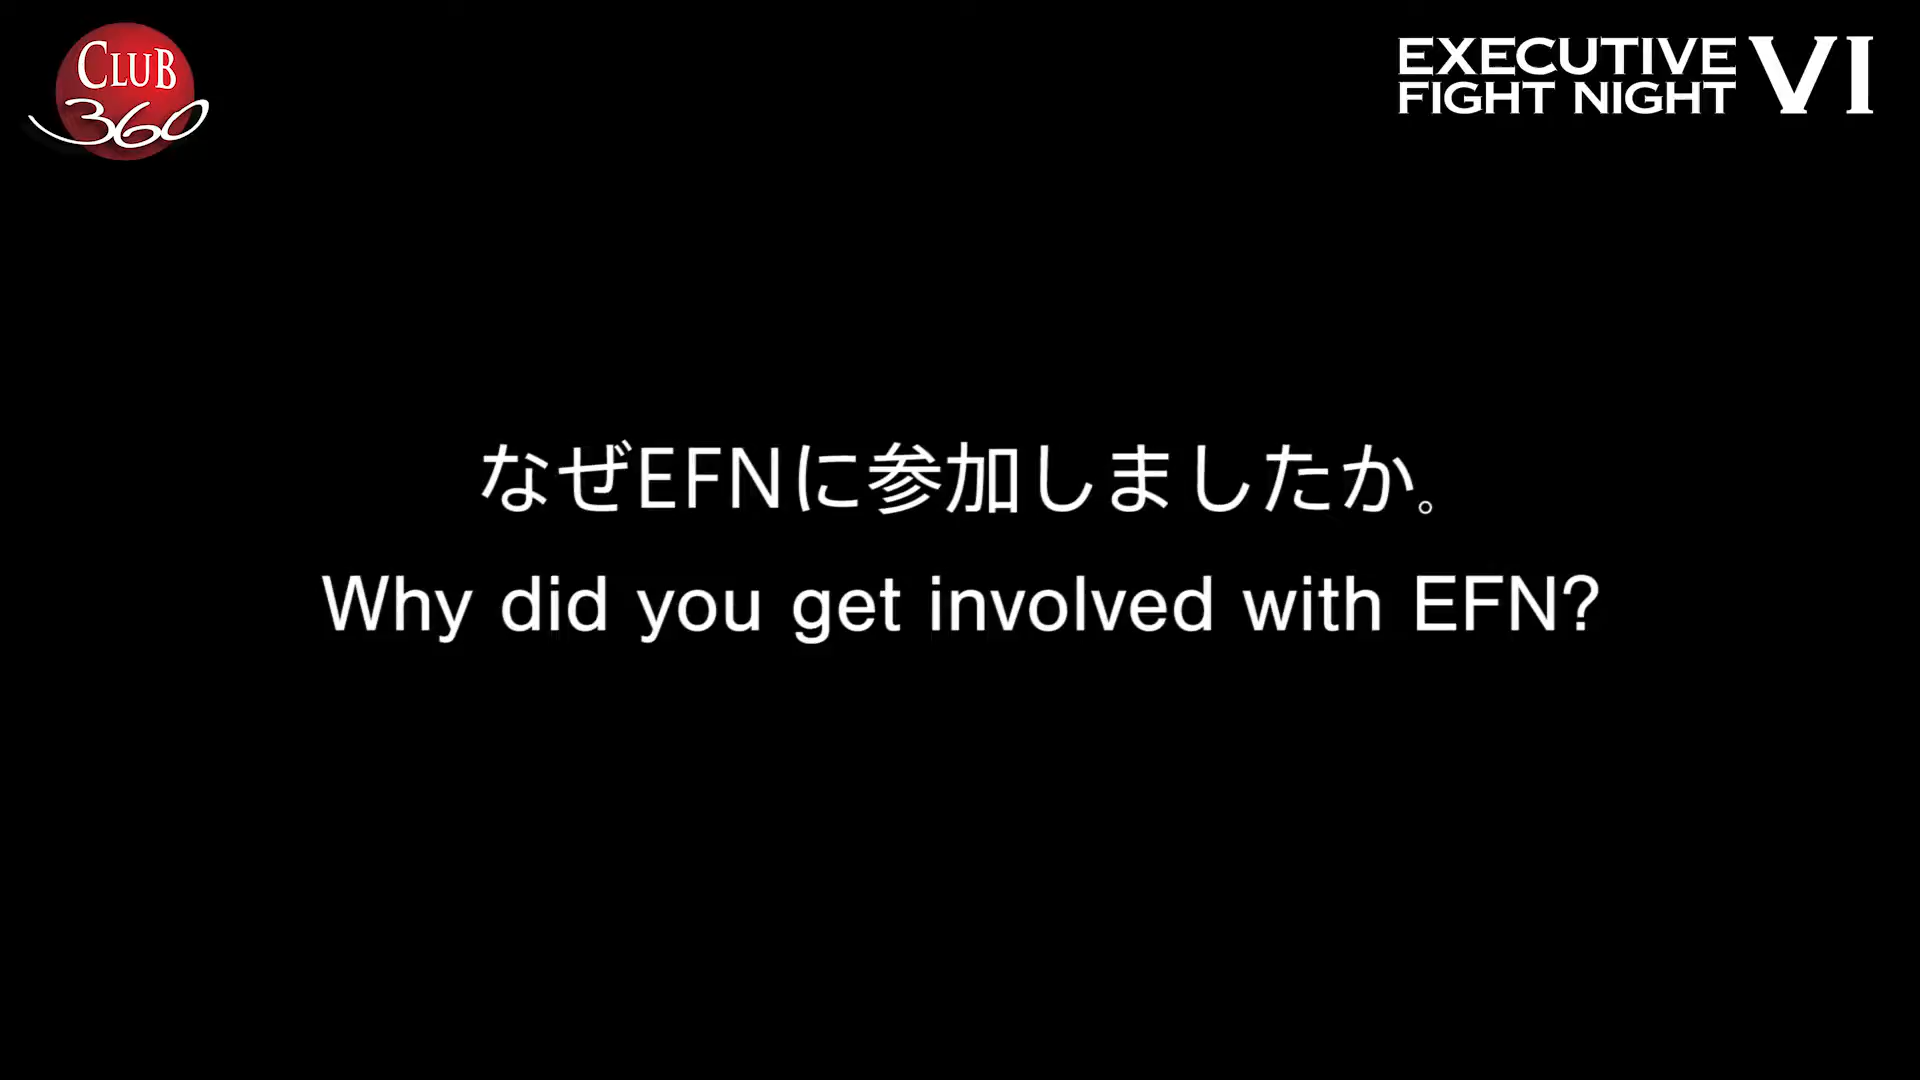 CLUB
360
EXECUTIVE
FIGHT NIGHT VI
なぜEFNに参加しましたか。
Why did you get involved with EFN?